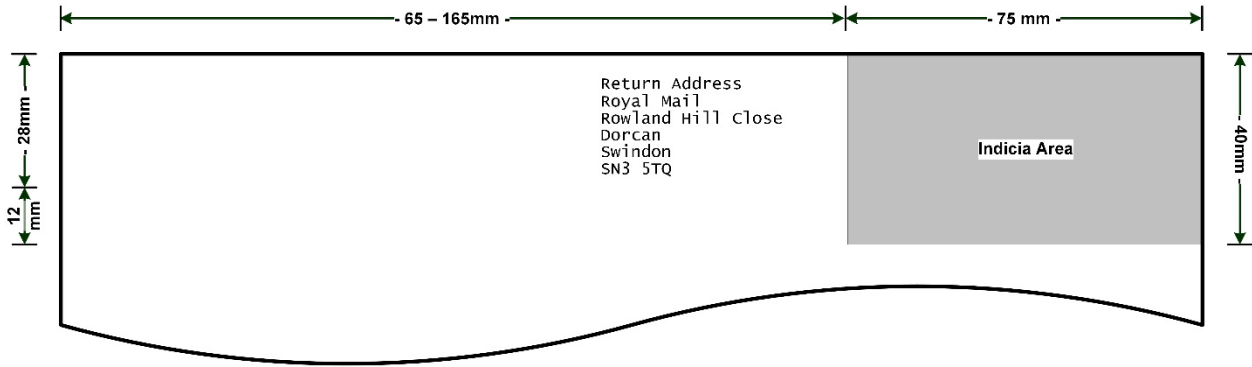 - 65 – 165mm -
- 75 mm -
- 28mm -
12
mm
Return Address
Royal Mail
Rowland Hill Close
Dorcan
Swindon
SN3 5TQ
Indicia Area
- 40mm -